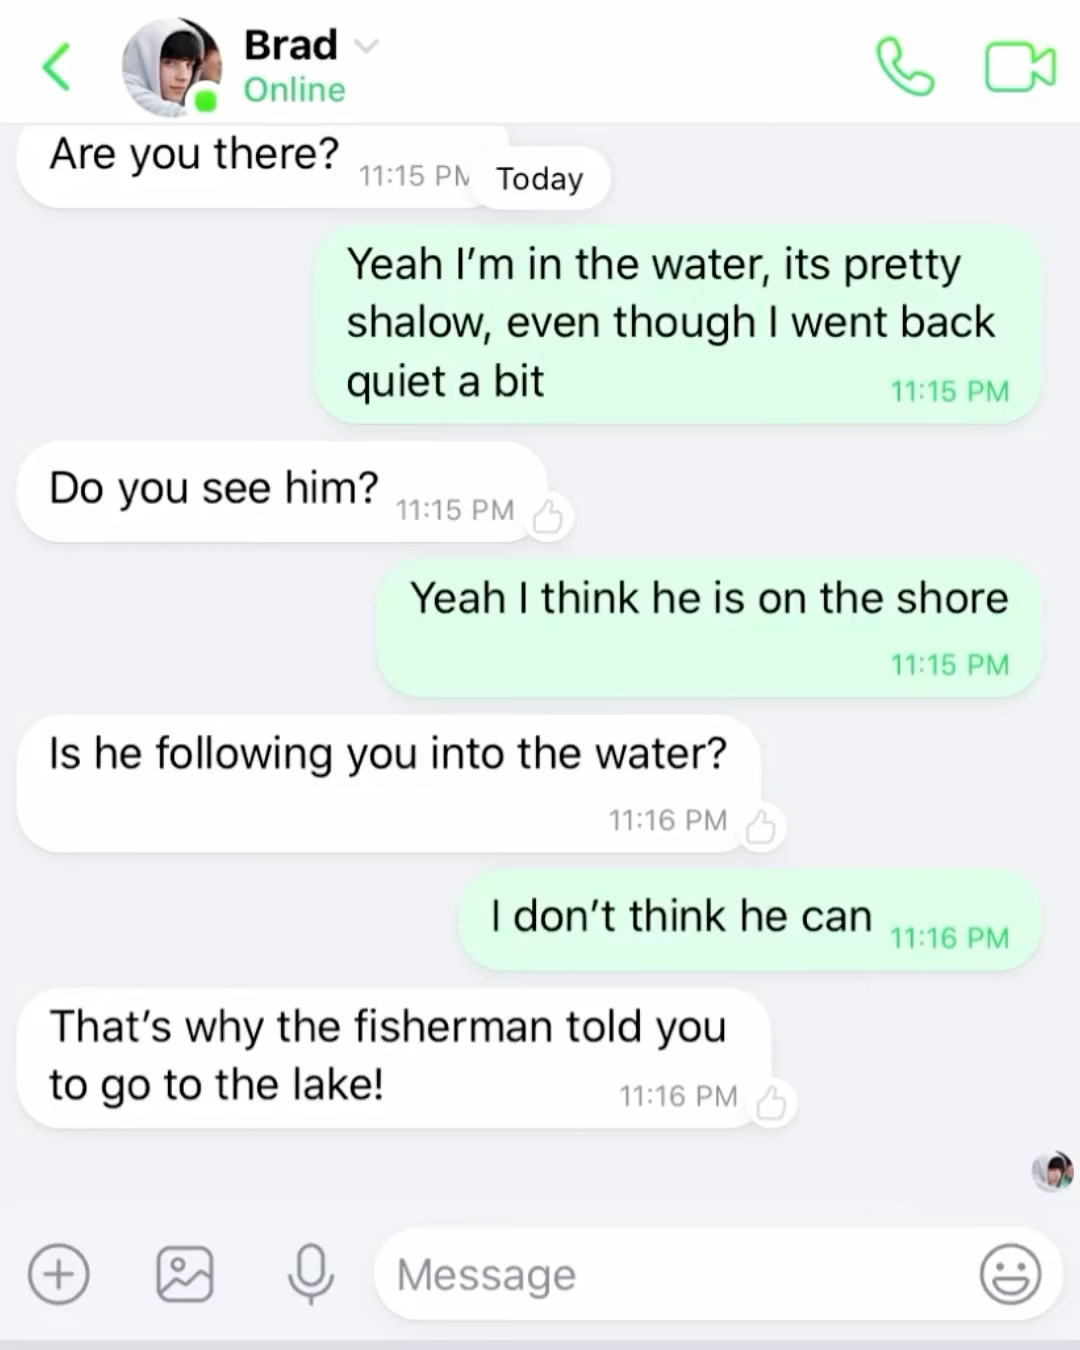 Brad
Online
Are you there?
11:15 PM
Today
Yeah I’m in the water, its pretty
shalow, even though I went back
quiet a bit
11:15 PM
Do you see him?
11:15 PM
Yeah I think he is on the shore
11:15 PM
Is he following you into the water?
11:16 PM
I don’t think he can
11:16 PM
That’s why the fisherman told you
to go to the lake!
11:16 PM
Message